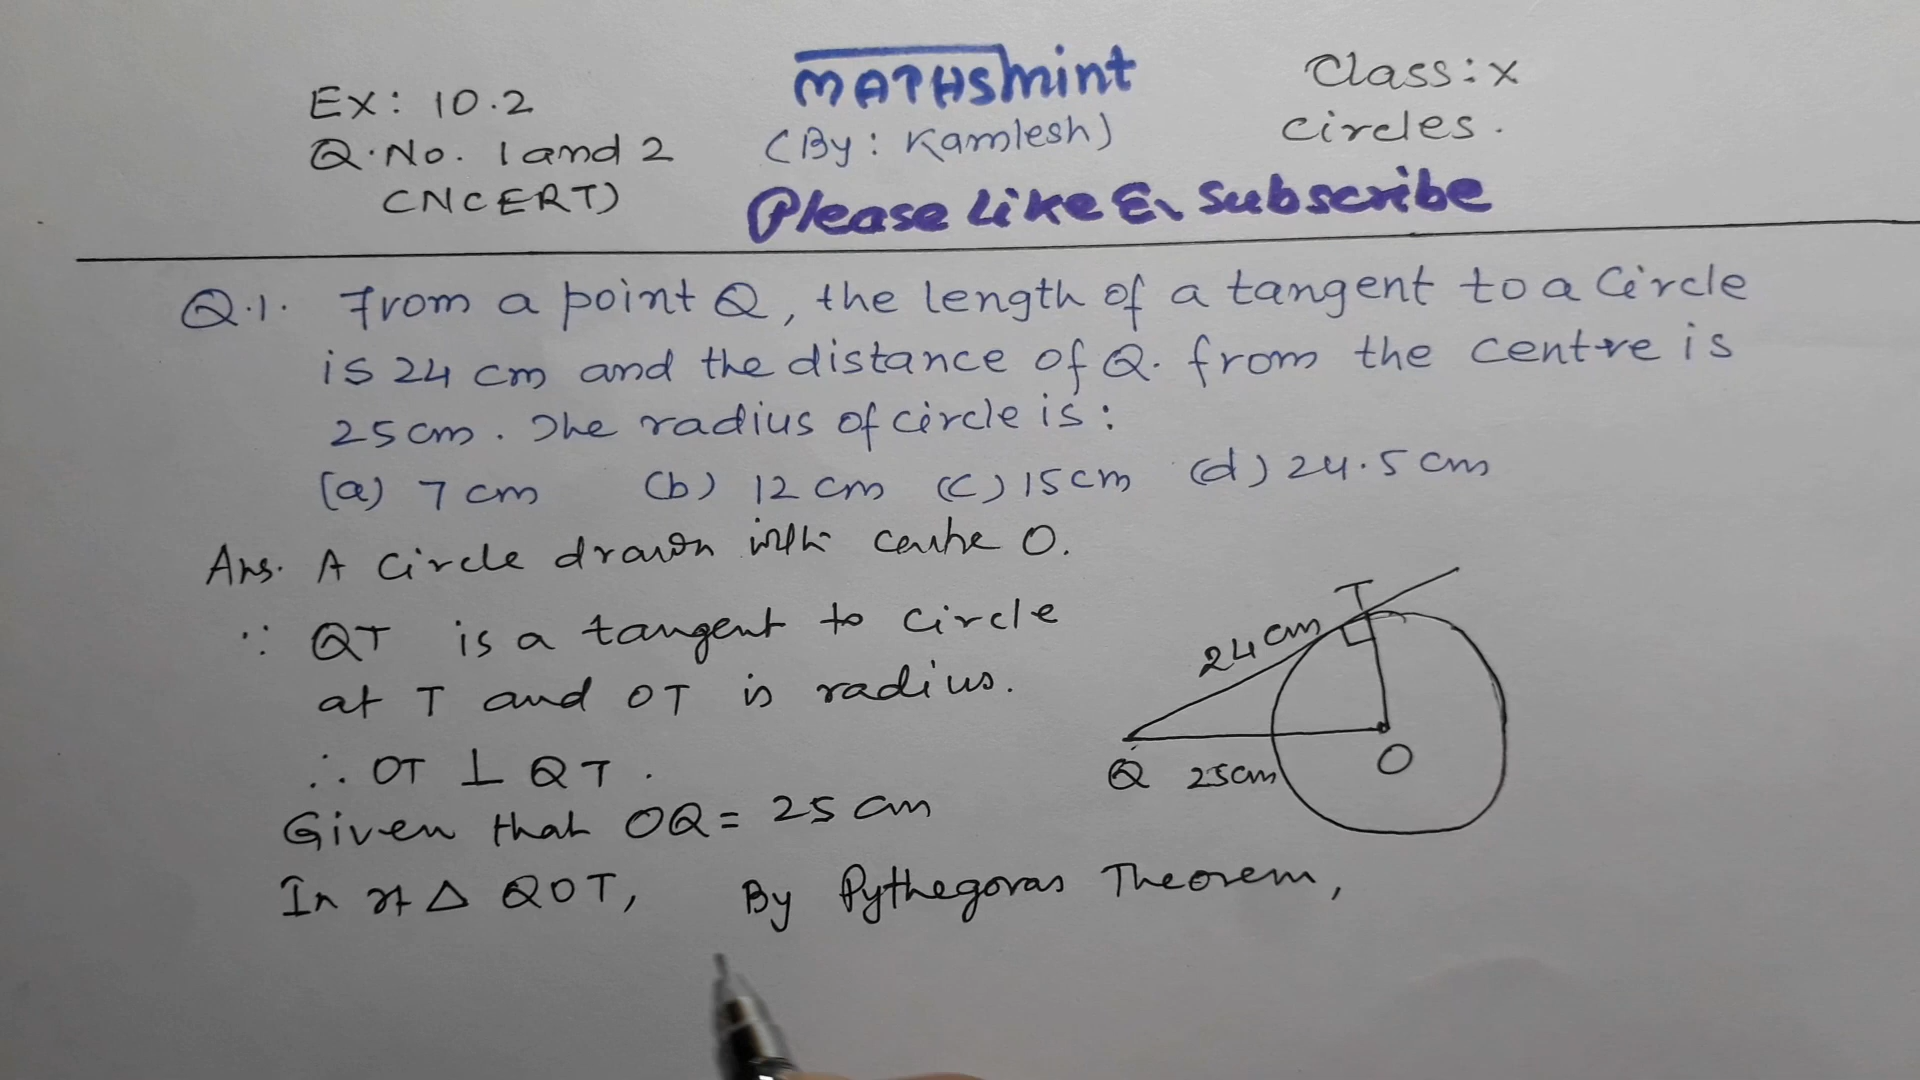 Ex: 10.2
Q.No. 1 and 2
(NCERT)
MATHSmint
(By: Kamlesh)
Please Like & Subscribe
Class: X
Circles.
Q.1. From a point Q, the length of a tangent to a Circle
is 24 cm and the distance of Q. from the centre is
25 cm. The radius of circle is:
(a) 7 cm (b) 12 cm (c) 15 cm (d) 24.5 cm
Ans. A Circle drawn with centre O.
∵ QT is a tangent to Circle
at T and OT is radius.
∴ OT ⊥ QT.
Given that OQ = 25 cm
In rt △ QOT, By Pythegoras Theorem,
T
24 cm
Q 25cm O